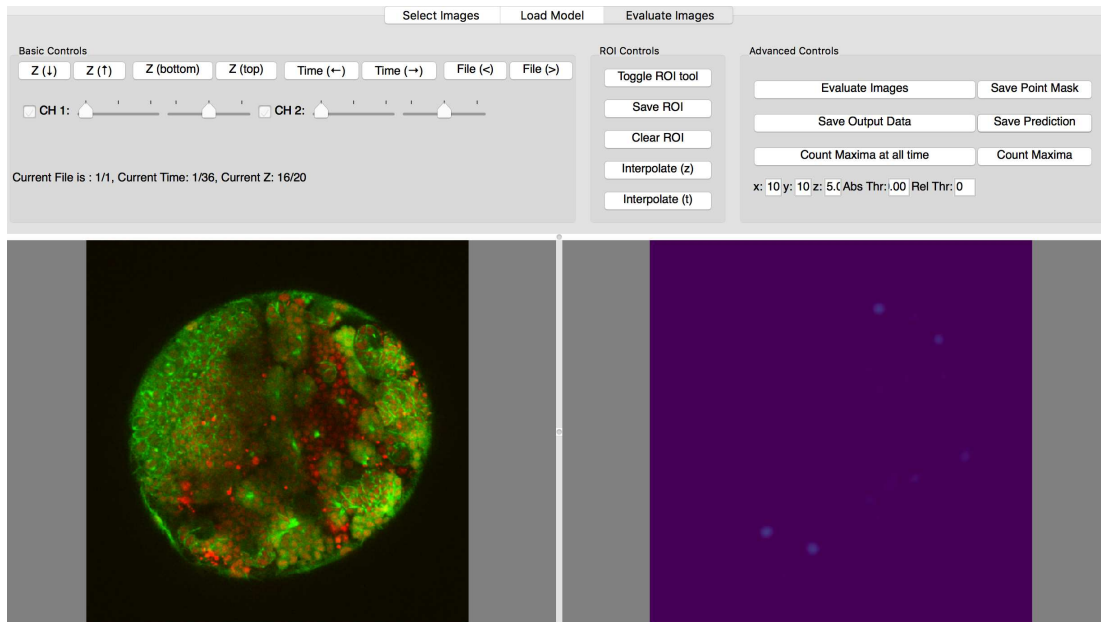 Select Images Load Model Evaluate Images
Basic Controls
Z (↓) Z (↑) Z (bottom) Z (top) Time (←) Time (→) File (<) File (>)
CH 1: CH 2:
Current File is : 1/1, Current Time: 1/36, Current Z: 16/20
ROI Controls
Toggle ROI tool
Save ROI
Clear ROI
Interpolate (z)
Interpolate (t)
Advanced Controls
Evaluate Images Save Point Mask
Save Output Data Save Prediction
Count Maxima at all time Count Maxima
x: 10 y: 10 z: 5.0 Abs Thr: .00 Rel Thr: 0